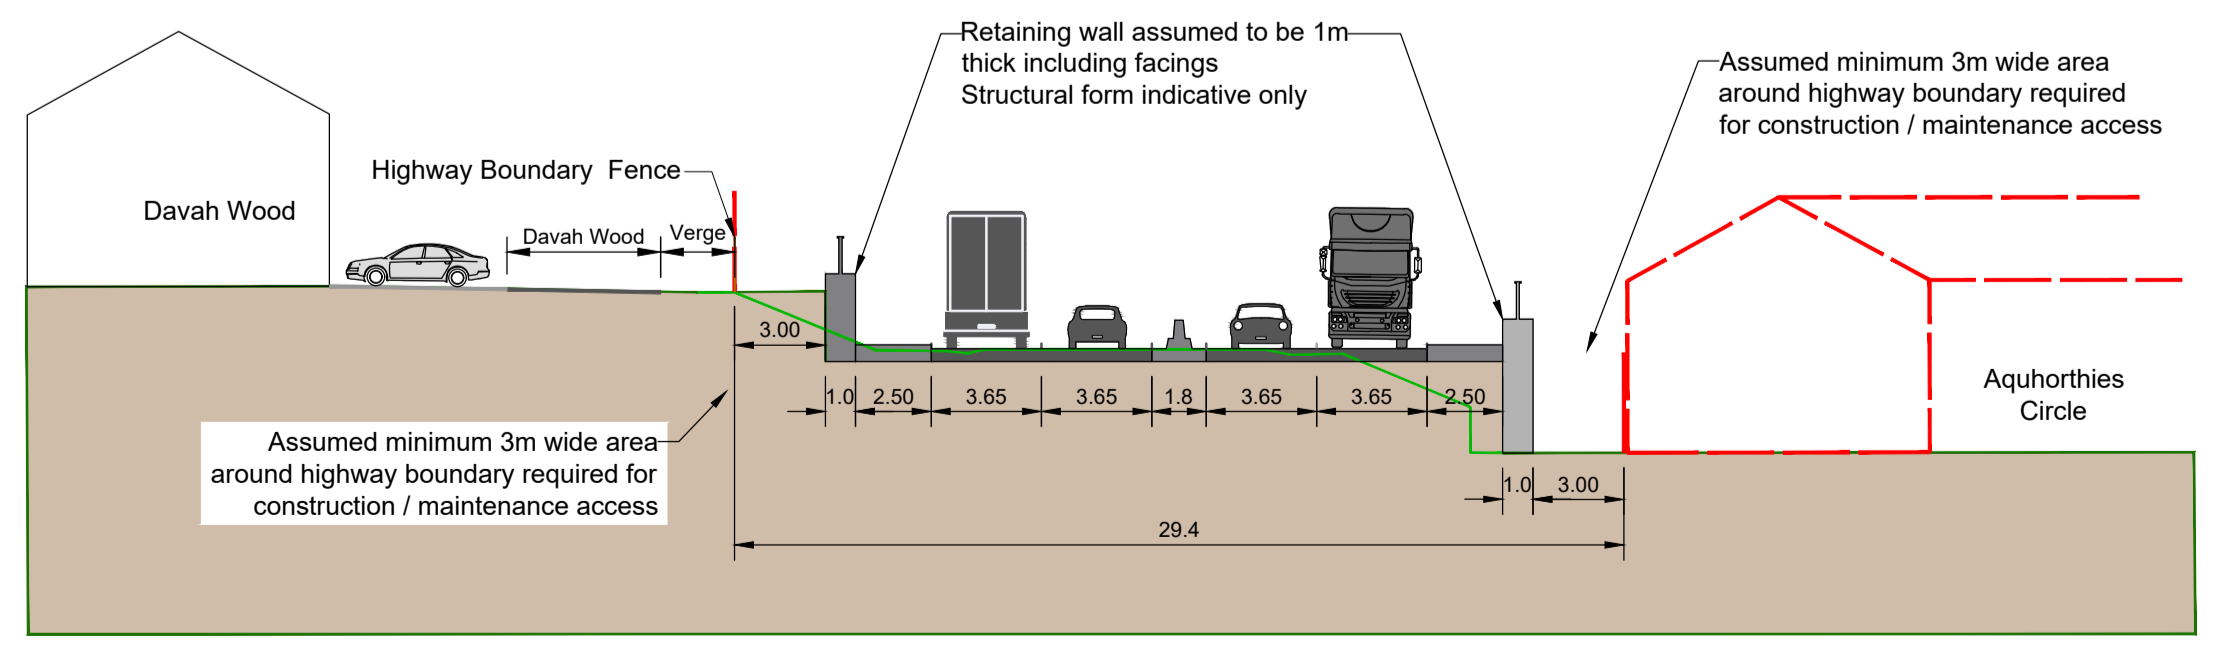 Retaining wall assumed to be 1m
thick including facings
Structural form indicative only
Assumed minimum 3m wide area
around highway boundary required
for construction / maintenance access
Highway Boundary Fence
Davah Wood
Davah Wood
Verge
3.00
1.0
2.50
3.65
3.65
1.8
3.65
3.65
2.50
Aquhorthies
Circle
Assumed minimum 3m wide area
around highway boundary required for
construction / maintenance access
1.0
3.00
29.4